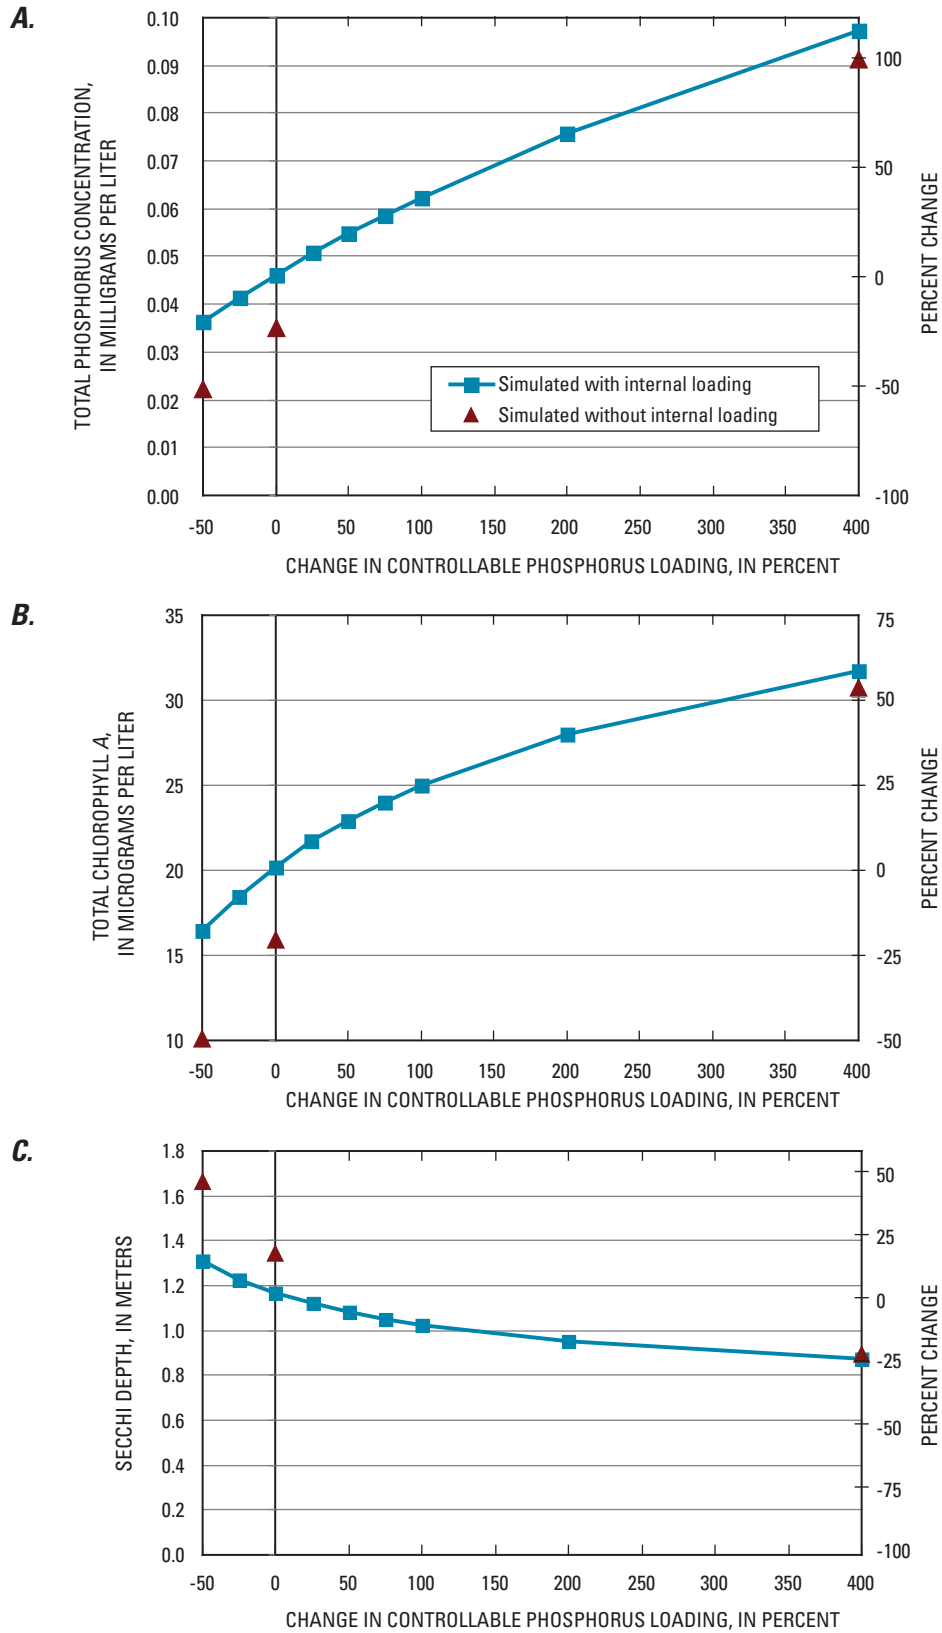 A.
TOTAL PHOSPHORUS CONCENTRATION,
IN MILLIGRAMS PER LITER
0.10
0.09
0.08
0.07
0.06
0.05
0.04
0.03
0.02
0.01
0.00
100
50
0
-50
-100
PERCENT CHANGE
Simulated with internal loading
Simulated without internal loading
-50 0 50 100 150 200 250 300 350 400
CHANGE IN CONTROLLABLE PHOSPHORUS LOADING, IN PERCENT
B.
TOTAL CHLOROPHYLL A,
IN MICROGRAMS PER LITER
35
30
25
20
15
10
75
50
25
0
-25
-50
PERCENT CHANGE
-50 0 50 100 150 200 250 300 350 400
CHANGE IN CONTROLLABLE PHOSPHORUS LOADING, IN PERCENT
C.
SECCHI DEPTH, IN METERS
1.8
1.6
1.4
1.2
1.0
0.8
0.6
0.4
0.2
0.0
50
25
0
-25
-50
-75
-100
PERCENT CHANGE
-50 0 50 100 150 200 250 300 350 400
CHANGE IN CONTROLLABLE PHOSPHORUS LOADING, IN PERCENT